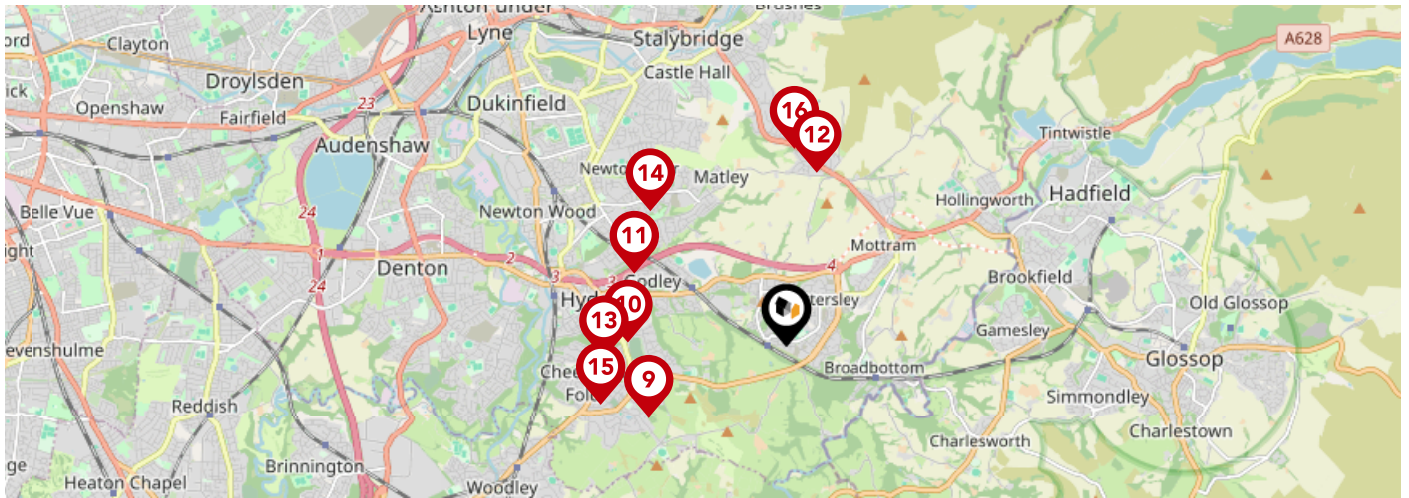 Ashton under
Lyne
Brushes
Clayton
Stalybridge
A628
Castle Hall
Droylsden
Openshaw
Fairfield
23
Dukinfield
16
12
Tintwistle
Audenshaw
14
Matley
Hadfield
Hollingworth
Belle Vue
24
Newton Wood
11
Mottram
1
2
3
4
Denton
Godley
Brookfield
24
10
13
Old Glossop
Gamesley
Glossop
15
9
Broadbottom
Simmondley
Reddish
Charlestown
Charlesworth
Brinnington
Heaton Chapel
Woodley